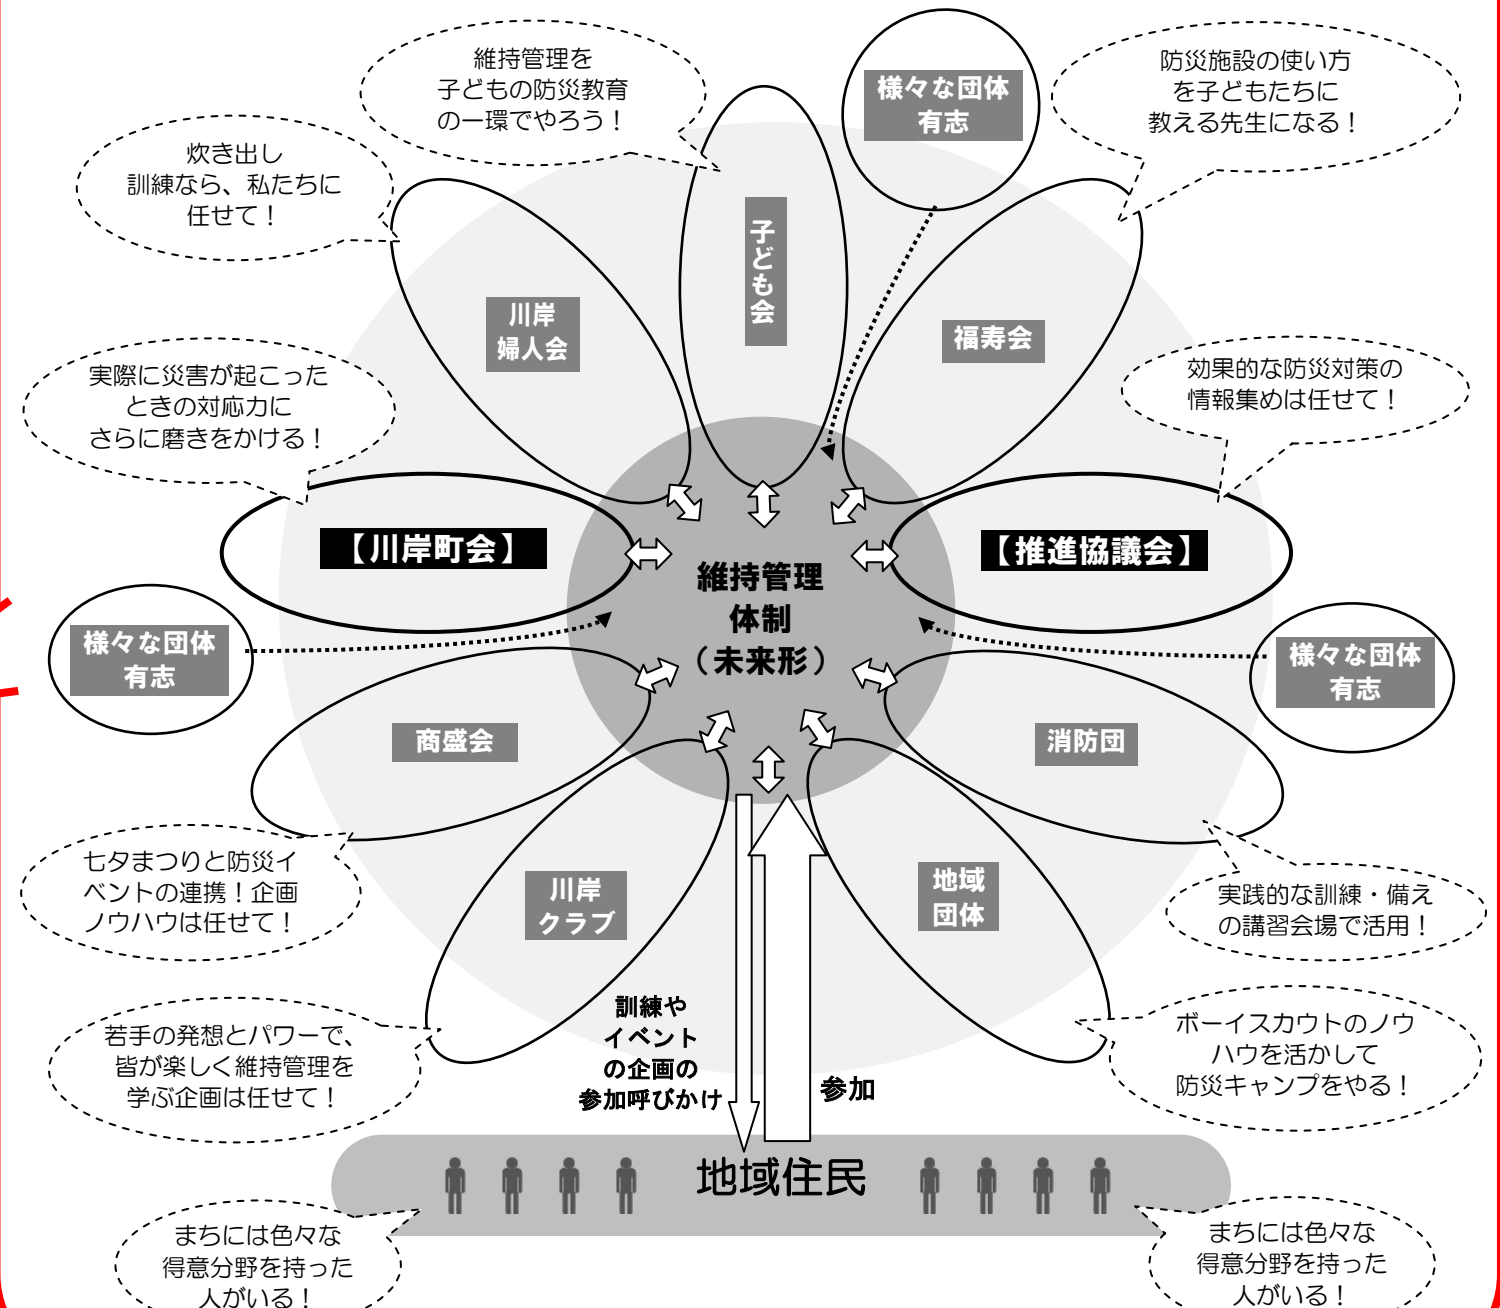 維持管理を
子どもの防災教育
の一環でやろう！
様々な団体
有志
防災施設の使い方
を子どもたちに
教える先生になる！
炊き出し
訓練なら、私たちに
任せて！
子ども会
川岸
婦人会
福寿会
実際に災害が起こった
ときの対応力に
さらに磨きをかける！
効果的な防災対策の
情報集めは任せて！
【川岸町会】
【推進協議会】
維持管理
体制
（未来形）
様々な団体
有志
様々な団体
有志
商盛会
消防団
七夕まつりと防災イ
ベントの連携！企画
ノウハウは任せて！
川岸
クラブ
地域
団体
実践的な訓練・備え
の講習会場で活用！
若手の発想とパワーで、
皆が楽しく維持管理を
学ぶ企画は任せて！
訓練や
イベント
の企画の
参加呼びかけ
参加
ボーイスカウトのノウ
ハウを活かして
防災キャンプをやる！
地域住民
まちには色々な
得意分野を持った
人がいる！
まちには色々な
得意分野を持った
人がいる！